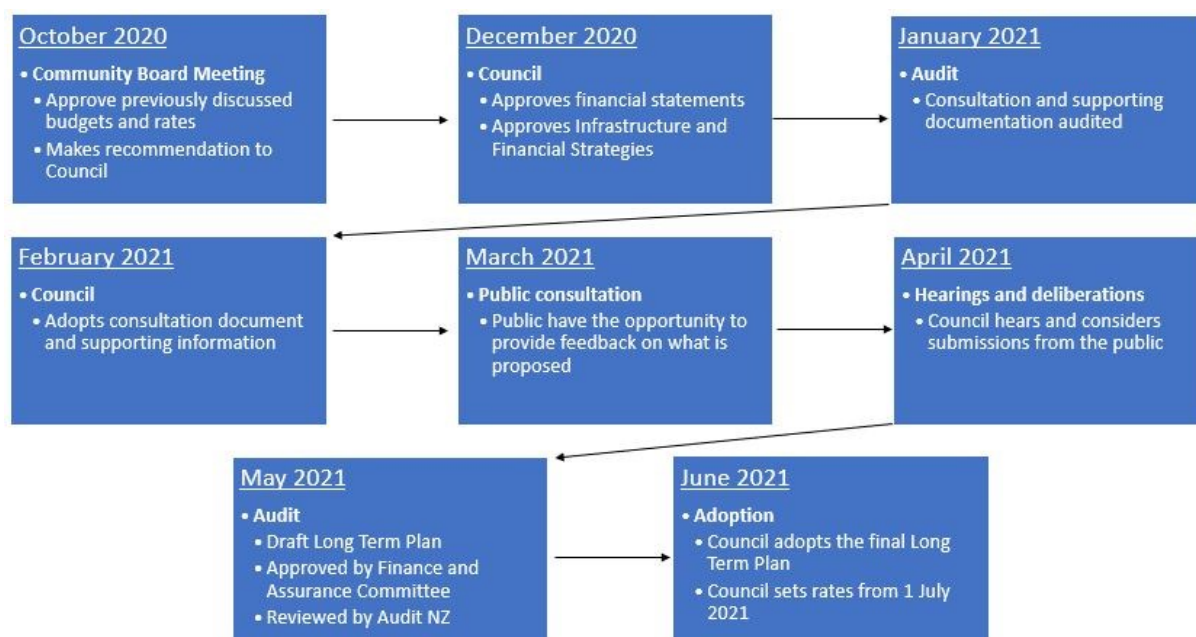 October 2020
• Community Board Meeting
• Approve previously discussed
budgets and rates
• Makes recommendation to
Council
December 2020
• Council
• Approves financial statements
• Approves Infrastructure and
Financial Strategies
January 2021
• Audit
• Consultation and supporting
documentation audited
February 2021
• Council
• Adopts consultation document
and supporting information
March 2021
• Public consultation
• Public have the opportunity to
provide feedback on what is
proposed
April 2021
• Hearings and deliberations
• Council hears and considers
submissions from the public
May 2021
• Audit
• Draft Long Term Plan
• Approved by Finance and
Assurance Committee
• Reviewed by Audit NZ
June 2021
• Adoption
• Council adopts the final Long
Term Plan
• Council sets rates from 1 July
2021